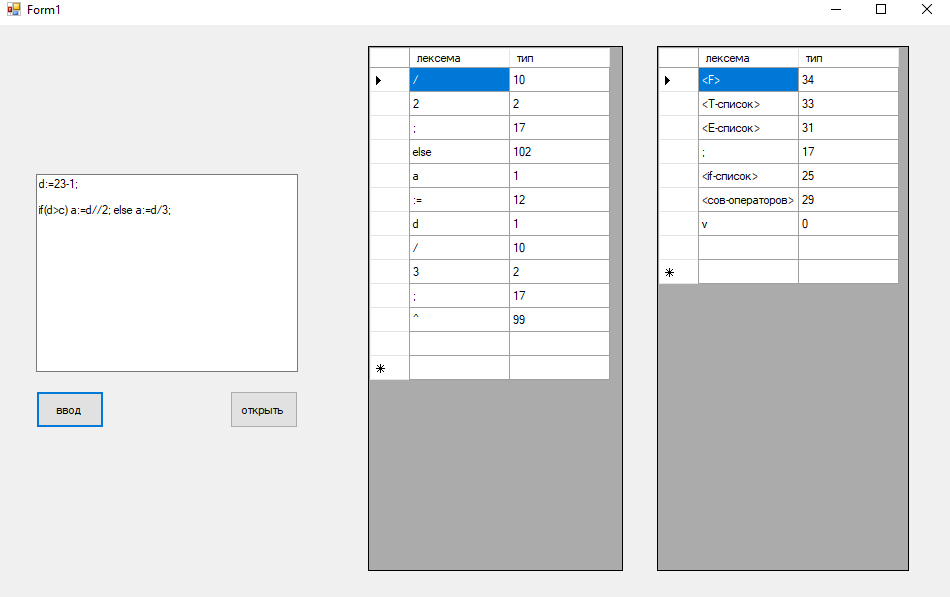 Form1
d:=23-1;
if(d>c) a:=d//2; else a:=d/3;
ввод
открыть
лексема тип
/ 10
2 2
; 17
else 102
a 1
:= 12
d 1
/ 10
3 2
; 17
^ 99
лексема тип
<F> 34
<T-список> 33
<E-список> 31
; 17
<if-список> 25
<сов-операторов> 29
v 0